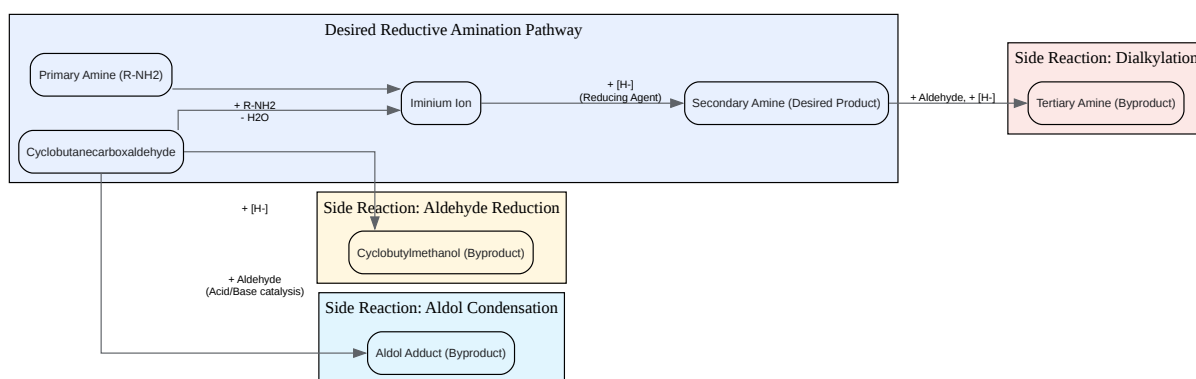 Desired Reductive Amination Pathway
Primary Amine (R-NH2)
+ R-NH2
- H2O
Cyclobutanecarboxaldehyde
Iminium Ion
+ [H-]
(Reducing Agent)
Secondary Amine (Desired Product)
+ Aldehyde, + [H-]
Side Reaction: Dialkylation
Tertiary Amine (Byproduct)
+ [H-]
Side Reaction: Aldehyde Reduction
Cyclobutylmethanol (Byproduct)
+ Aldehyde
(Acid/Base catalysis)
Side Reaction: Aldol Condensation
Aldol Adduct (Byproduct)